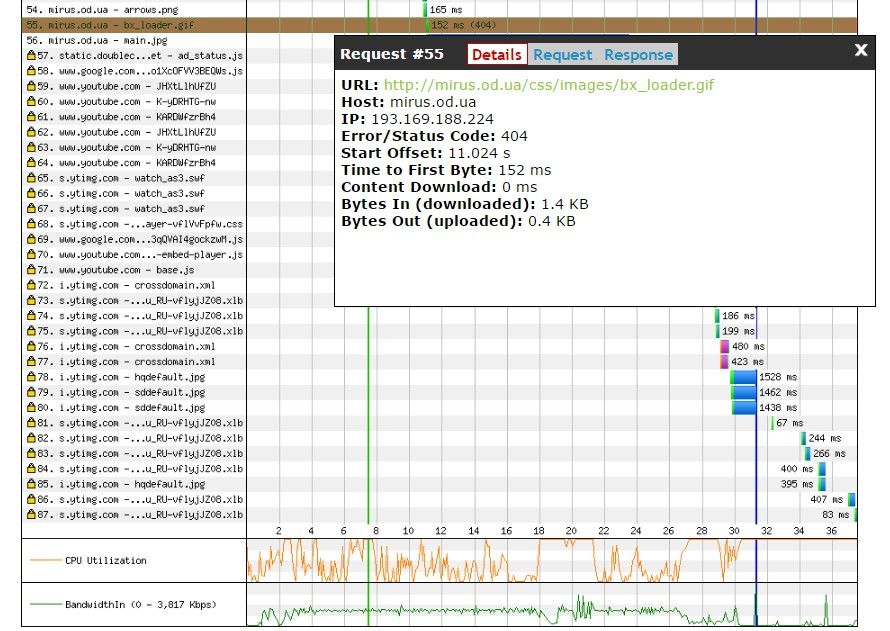 54. mirus.od.ua - arrows.png 165 ms
55. mirus.od.ua - bx_loader.gif 152 ms (404)
56. mirus.od.ua - main.jpg
Request #55 Details Request Response X
URL: http://mirus.od.ua/css/images/bx_loader.gif
Host: mirus.od.ua
IP: 193.169.188.224
Error/Status Code: 404
Start Offset: 11.024 s
Time to First Byte: 152 ms
Content Download: 0 ms
Bytes In (downloaded): 1.4 KB
Bytes Out (uploaded): 0.4 KB
57. static.doublec...et - ad_status.js
58. www.google.com...o1XcOFVV3BEQWs.js
59. www.youtube.com - JHXtLlhUfZU
60. www.youtube.com - K-yDRHTG-nw
61. www.youtube.com - KARDWfzrBh4
62. www.youtube.com - JHXtLlhUfZU
63. www.youtube.com - K-yDRHTG-nw
64. www.youtube.com - KARDWfzrBh4
65. s.ytimg.com - watch_as3.swf
66. s.ytimg.com - watch_as3.swf
67. s.ytimg.com - watch_as3.swf
68. s.ytimg.com -...ayer-vflVvFpfw.css
69. www.google.com...3qQVAI4gockzwM.js
70. www.youtube.com...-embed-player.js
71. www.youtube.com - base.js
72. i.ytimg.com - crossdomain.xml
73. s.ytimg.com -...u_RU-vflyjJZ08.xlb
74. s.ytimg.com -...u_RU-vflyjJZ08.xlb 186 ms
75. s.ytimg.com -...u_RU-vflyjJZ08.xlb 199 ms
76. i.ytimg.com - crossdomain.xml 480 ms
77. i.ytimg.com - crossdomain.xml 423 ms
78. i.ytimg.com - hqdefault.jpg 1528 ms
79. i.ytimg.com - sddefault.jpg 1462 ms
80. i.ytimg.com - sddefault.jpg 1438 ms
81. s.ytimg.com -...u_RU-vflyjJZ08.xlb 67 ms
82. s.ytimg.com -...u_RU-vflyjJZ08.xlb 244 ms
83. s.ytimg.com -...u_RU-vflyjJZ08.xlb 266 ms
84. s.ytimg.com -...u_RU-vflyjJZ08.xlb 400 ms
85. i.ytimg.com - hqdefault.jpg 395 ms
86. s.ytimg.com -...u_RU-vflyjJZ08.xlb 407 ms
87. s.ytimg.com -...u_RU-vflyjJZ08.xlb 83 ms
2 4 6 8 10 12 14 16 18 20 22 24 26 28 30 32 34 36
CPU Utilization
BandwidthIn (0 - 3,817 Kbps)